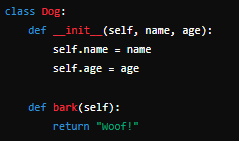 class Dog:
    def __init__(self, name, age):
        self.name = name
        self.age = age

    def bark(self):
        return "Woof!"